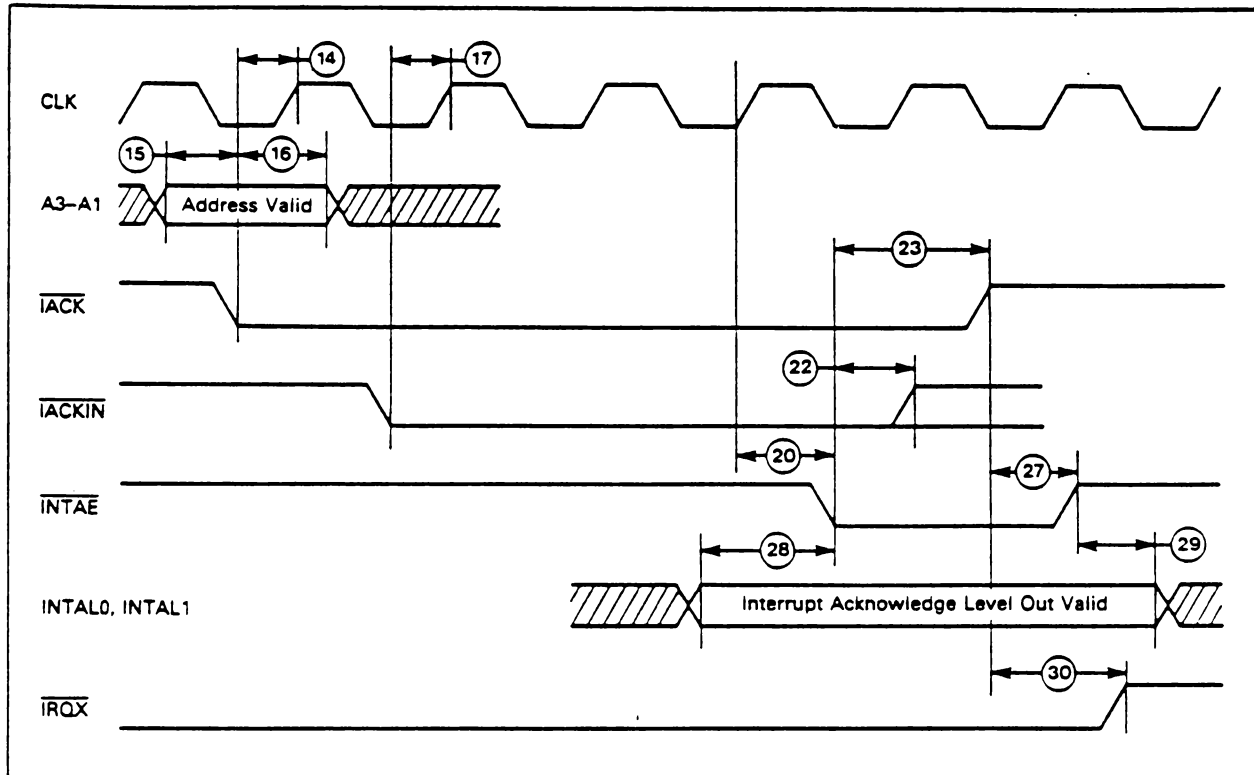 14
17
CLK
15
16
A3–A1
Address Valid
23
IACK
22
IACKIN
20
27
INTAE
28
29
INTAL0, INTAL1
Interrupt Acknowledge Level Out Valid
30
IRQX